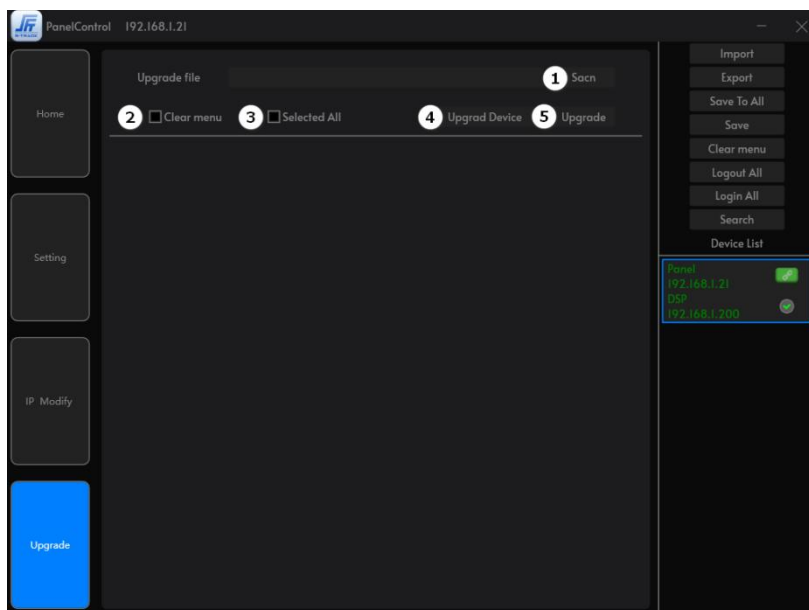 PanelControl 192.168.1.21
Home
Setting
IP Modify
Upgrade
Upgrade file 1 Sacn
2 Clear menu 3 Selected All 4 Upgrad Device 5 Upgrade
Import
Export
Save To All
Save
Clear menu
Logout All
Login All
Search
Device List
Panel
192.168.1.21
DSP
192.168.1.200